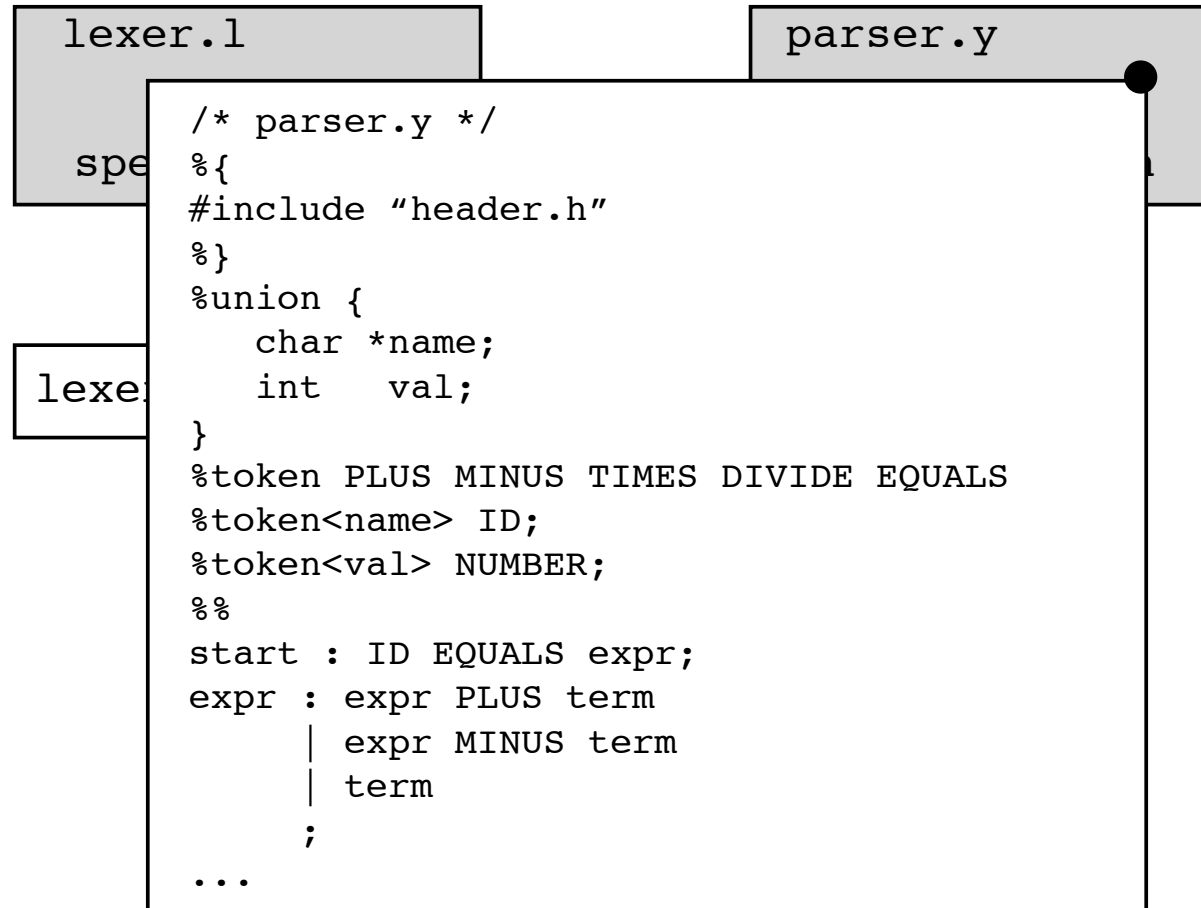 lexer.l
parser.y
spe
lexe
/* parser.y */
%{
#include “header.h”
%}
%union {
   char *name;
   int   val;
}
%token PLUS MINUS TIMES DIVIDE EQUALS
%token<name> ID;
%token<val> NUMBER;
%%
start : ID EQUALS expr;
expr : expr PLUS term
     | expr MINUS term
     | term
     ;
...